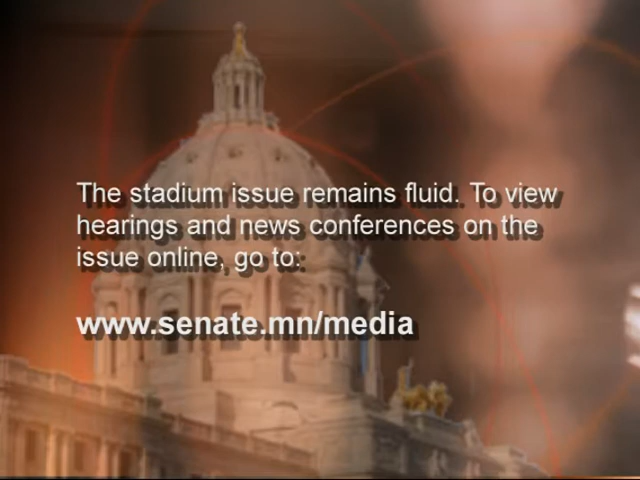 The stadium issue remains fluid. To view
hearings and news conferences on the
issue online, go to:
www.senate.mn/media